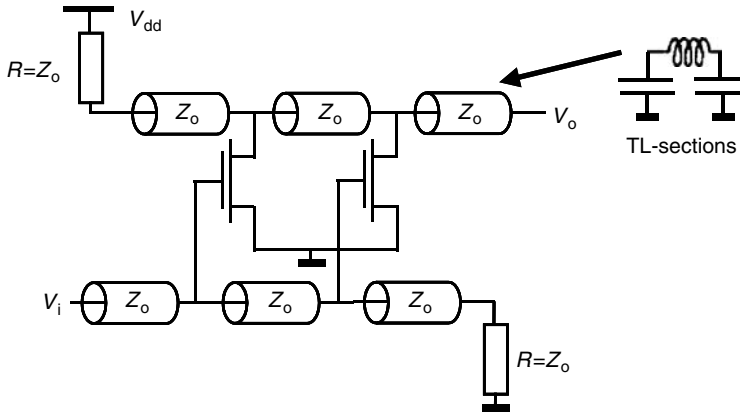 V_dd
R=Z_o
Z_o Z_o Z_o
V_o
TL-sections
V_i
Z_o Z_o Z_o
R=Z_o